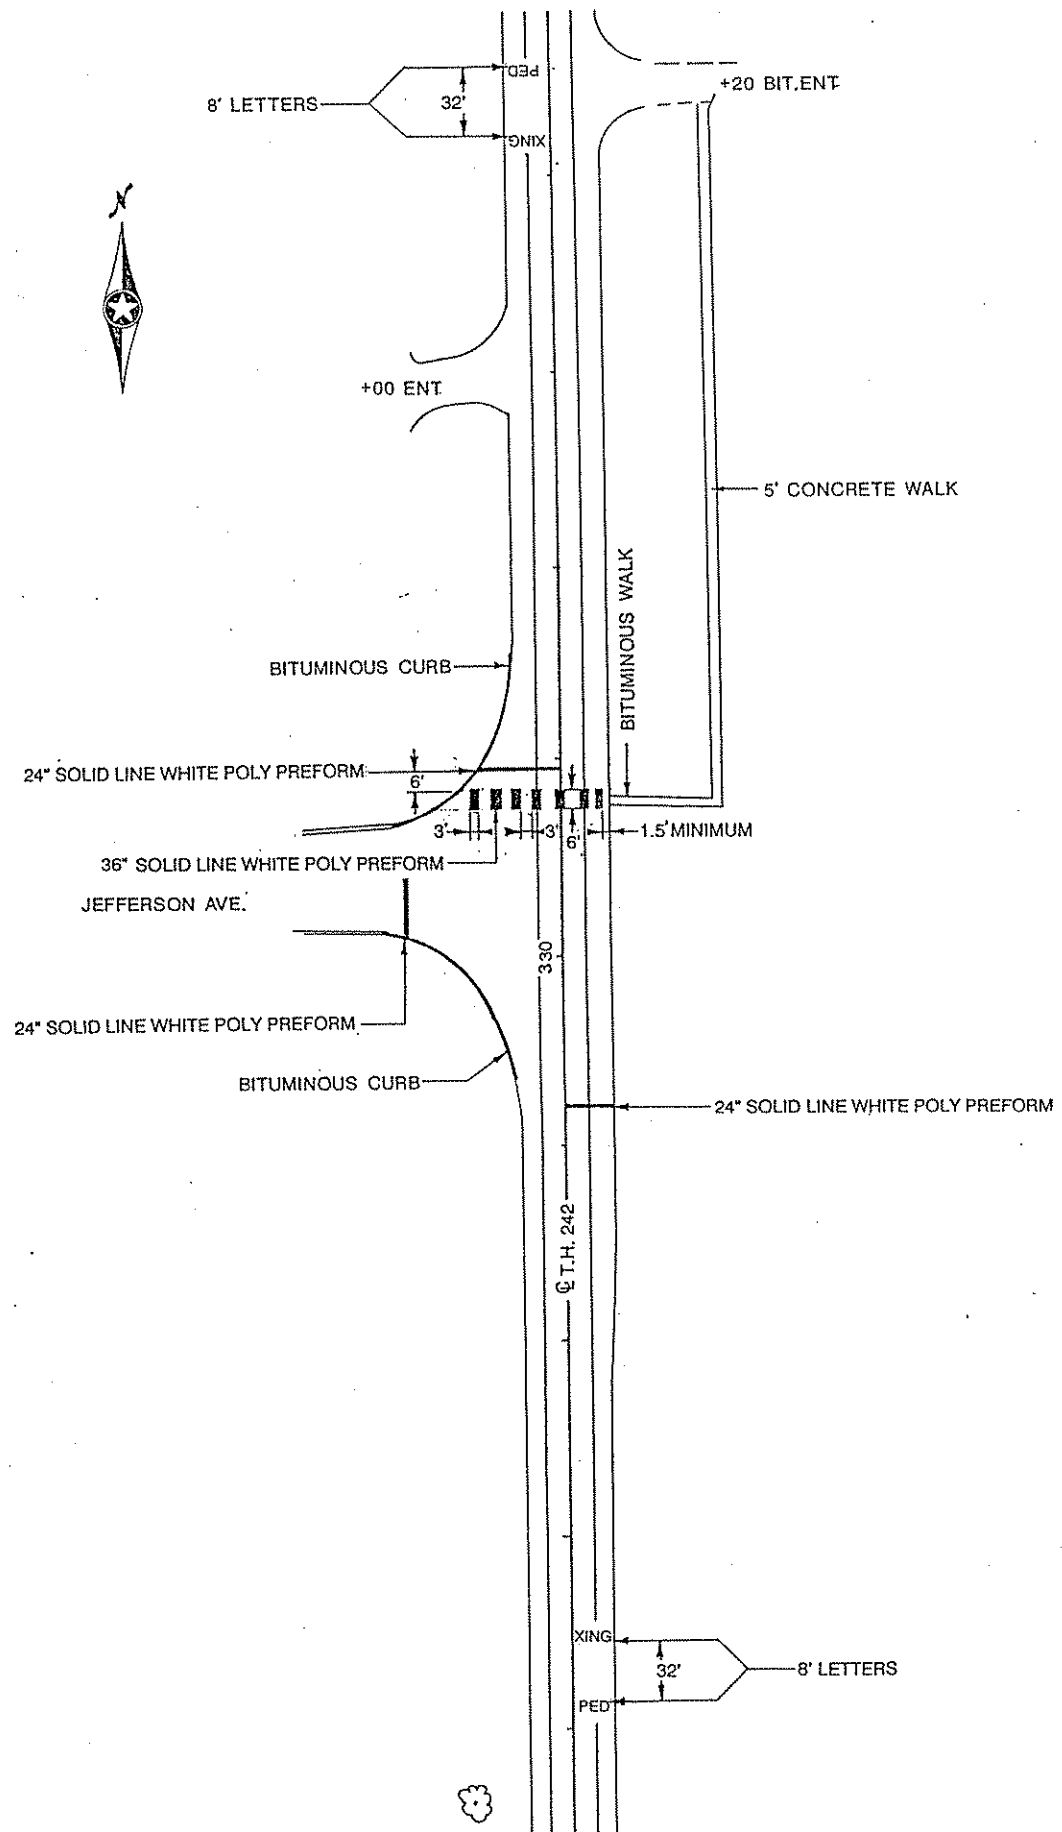 PED
+20 BIT.ENT.
8' LETTERS
32'
XING
N
+00 ENT.
5' CONCRETE WALK
BITUMINOUS WALK
BITUMINOUS CURB
24" SOLID LINE WHITE POLY PREFORM
6'
3'
3'
6'
1.5' MINIMUM
36" SOLID LINE WHITE POLY PREFORM
JEFFERSON AVE.
330
24" SOLID LINE WHITE POLY PREFORM
BITUMINOUS CURB
24" SOLID LINE WHITE POLY PREFORM
℄ T.H. 242
XING
32'
8' LETTERS
PED